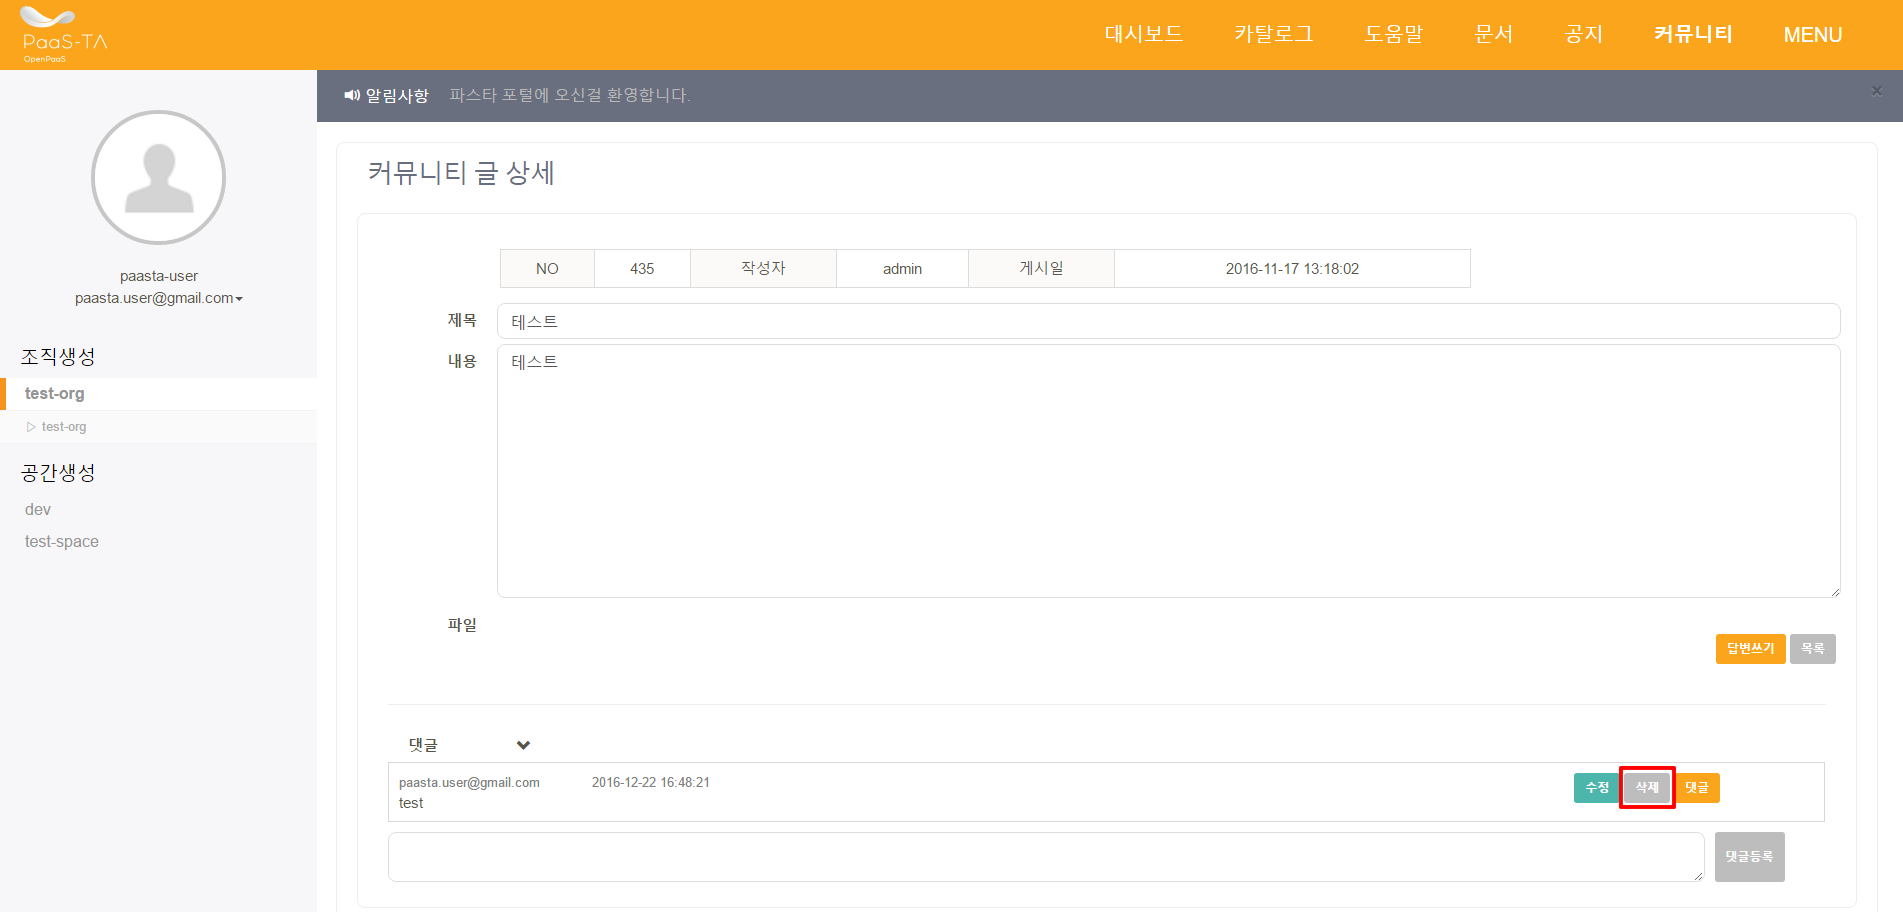 PaaS-TA
OpenPaaS
대시보드 카탈로그 도움말 문서 공지 커뮤니티 MENU
알림사항 파스타 포털에 오신걸 환영합니다.
×
paasta-user
paasta.user@gmail.com
조직생성
test-org
test-org
공간생성
dev
test-space
커뮤니티 글 상세
NO 435 작성자 admin 게시일 2016-11-17 13:18:02
제목 테스트
내용 테스트
파일
답변쓰기 목록
댓글
paasta.user@gmail.com 2016-12-22 16:48:21
test
수정 삭제 댓글
댓글등록